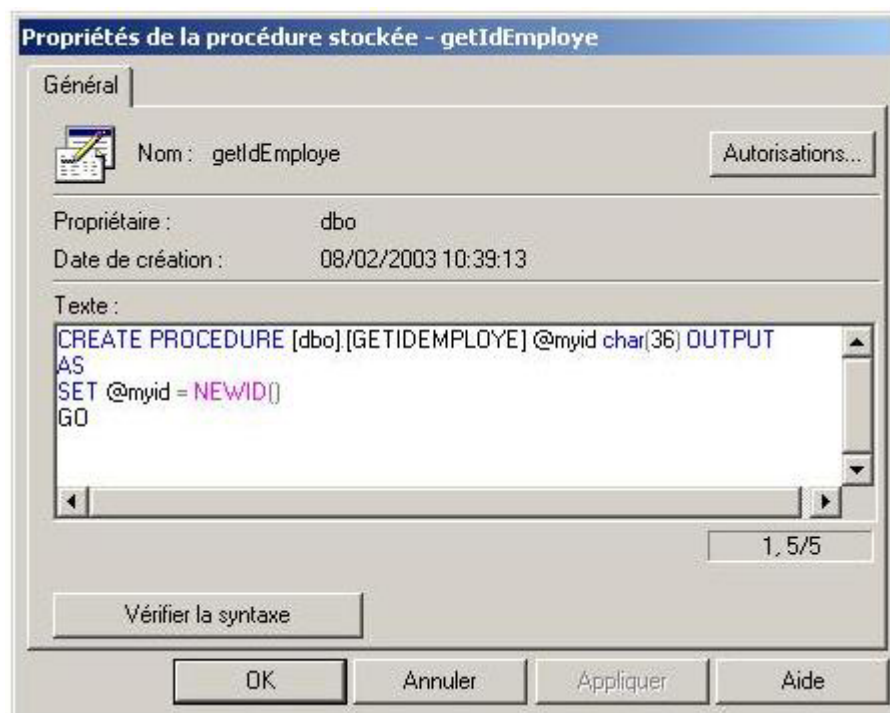 Propriétés de la procédure stockée - getIdEmploye
Général
Nom : getIdEmploye
Autorisations...
Propriétaire : dbo
Date de création : 08/02/2003 10:39:13
Texte :
CREATE PROCEDURE [dbo].[GETIDEMPLOYE] @myid char(36) OUTPUT
AS
SET @myid = NEWID()
GO
1, 5/5
Vérifier la syntaxe
OK Annuler Appliquer Aide